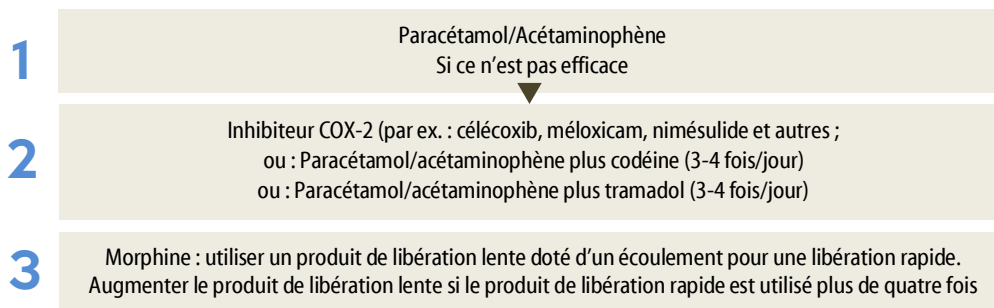 1
Paracétamol/Acétaminophène
Si ce n'est pas efficace
2
Inhibiteur COX-2 (par ex. : célécoxib, méloxicam, nimésulide et autres ;
ou : Paracétamol/acétaminophène plus codéine (3-4 fois/jour)
ou : Paracétamol/acétaminophène plus tramadol (3-4 fois/jour)
3
Morphine : utiliser un produit de libération lente doté d'un écoulement pour une libération rapide.
Augmenter le produit de libération lente si le produit de libération rapide est utilisé plus de quatre fois